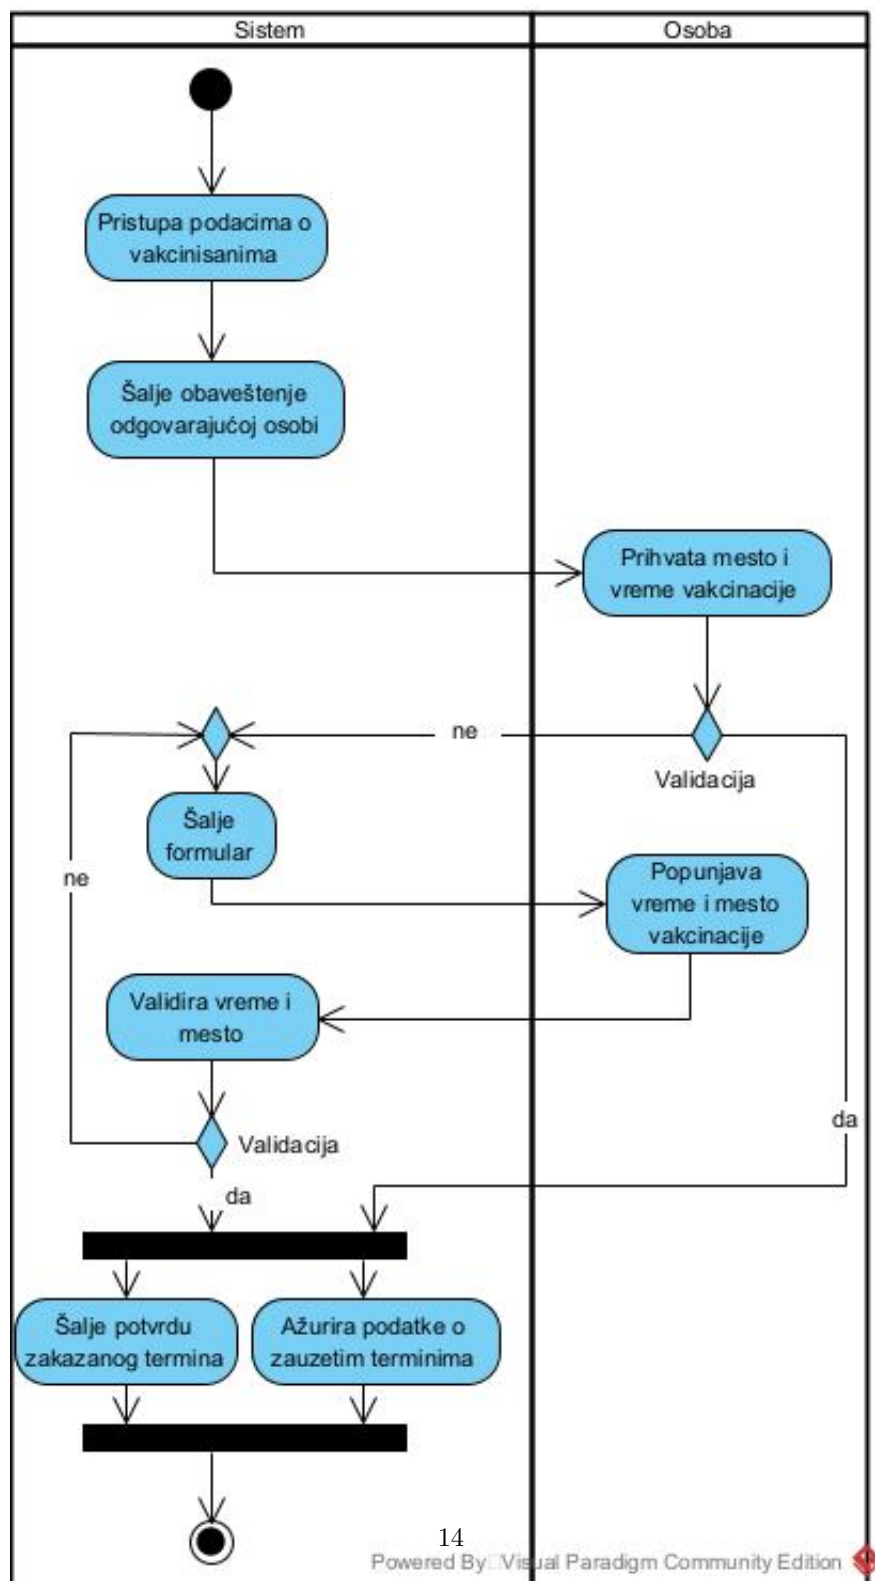 Sistem
Osoba
Pristupa podacima o
vakcinisanima
Šalje obaveštenje
odgovarajućoj osobi
Prihvata mesto i
vreme vakcinacije
ne
Validacija
Šalje
formular
ne
Popunjava
vreme i mesto
vakcinacije
Validira vreme i
mesto
Validacija
da
da
Šalje potvrdu
zakazanog termina
Ažurira podatke o
zauzetim terminima
14
Powered By Visual Paradigm Community Edition